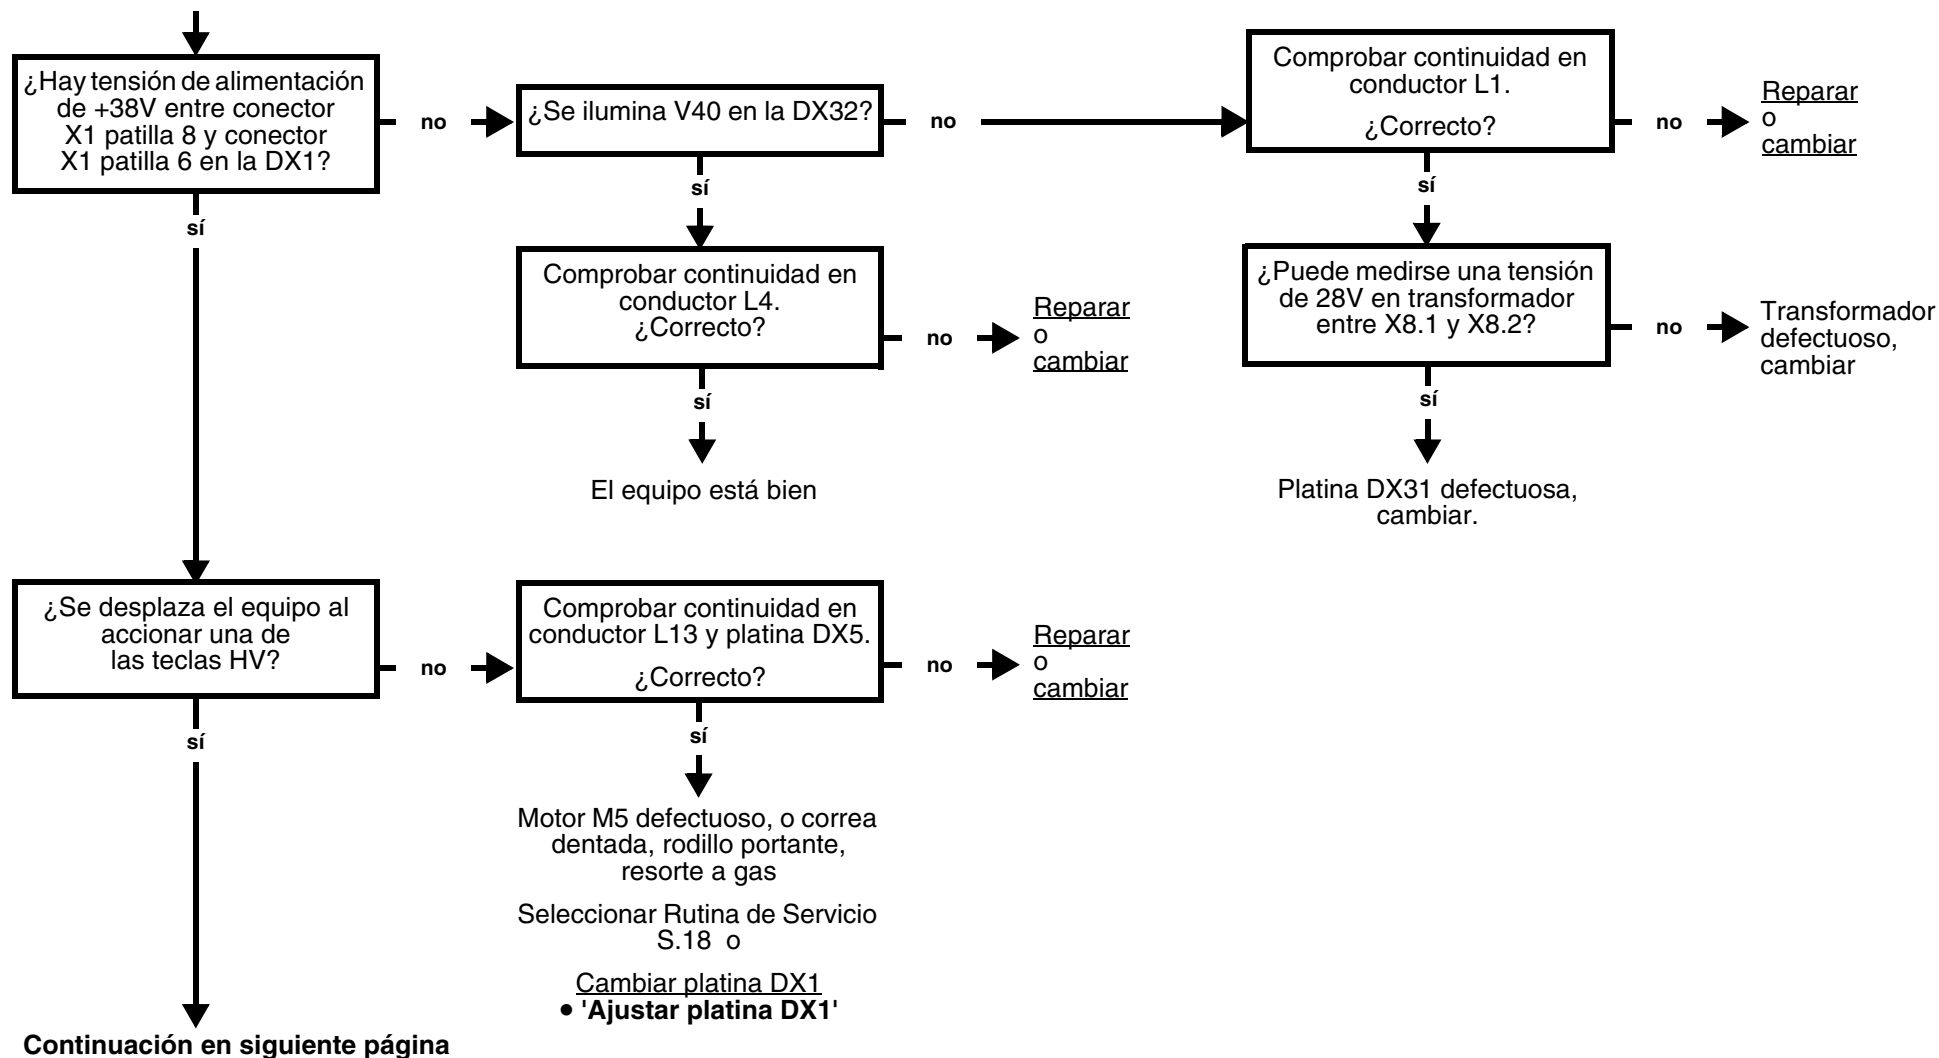 ¿Hay tensión de alimentación
de +38V entre conector
X1 patilla 8 y conector
X1 patilla 6 en la DX1?
no
¿Se ilumina V40 en la DX32?
no
Comprobar continuidad en
conductor L1.
¿Correcto?
no
Reparar
o
cambiar
sí
sí
sí
Comprobar continuidad en
conductor L4.
¿Correcto?
no
Reparar
o
cambiar
¿Puede medirse una tensión
de 28V en transformador
entre X8.1 y X8.2?
no
Transformador
defectuoso,
cambiar
sí
sí
El equipo está bien
Platina DX31 defectuosa,
cambiar.
¿Se desplaza el equipo al
accionar una de
las teclas HV?
no
Comprobar continuidad en
conductor L13 y platina DX5.
¿Correcto?
no
Reparar
o
cambiar
sí
sí
Motor M5 defectuoso, o correa
dentada, rodillo portante,
resorte a gas
Seleccionar Rutina de Servicio
S.18 o
Cambiar platina DX1
• 'Ajustar platina DX1'
Continuación en siguiente página